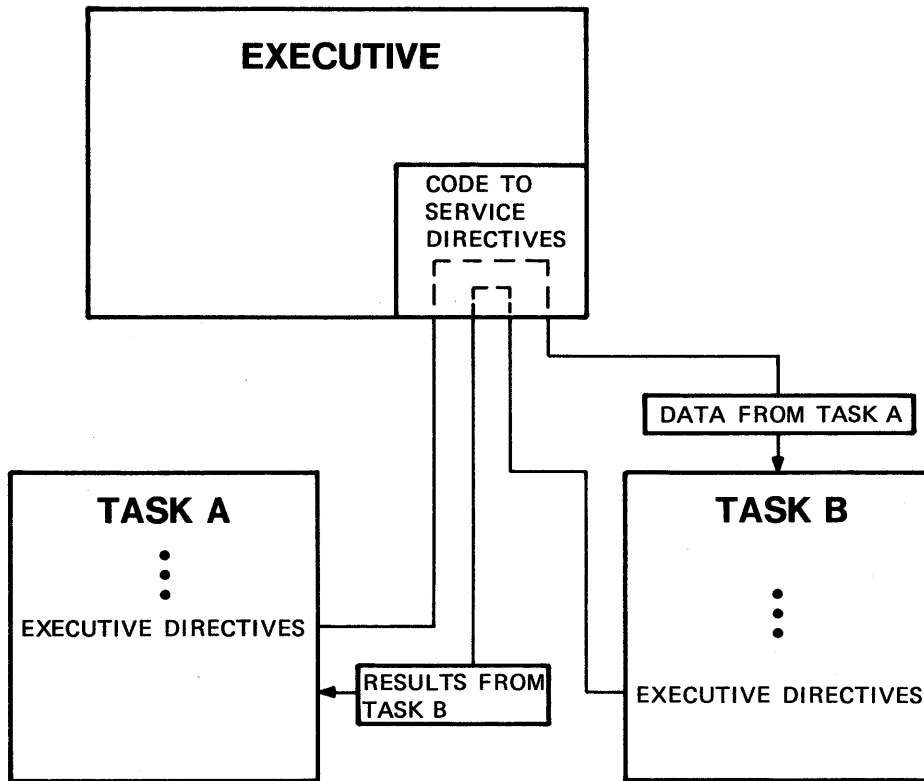 EXECUTIVE
CODE TO
SERVICE
DIRECTIVES
DATA FROM TASK A
TASK A
EXECUTIVE DIRECTIVES
RESULTS FROM
TASK B
TASK B
EXECUTIVE DIRECTIVES